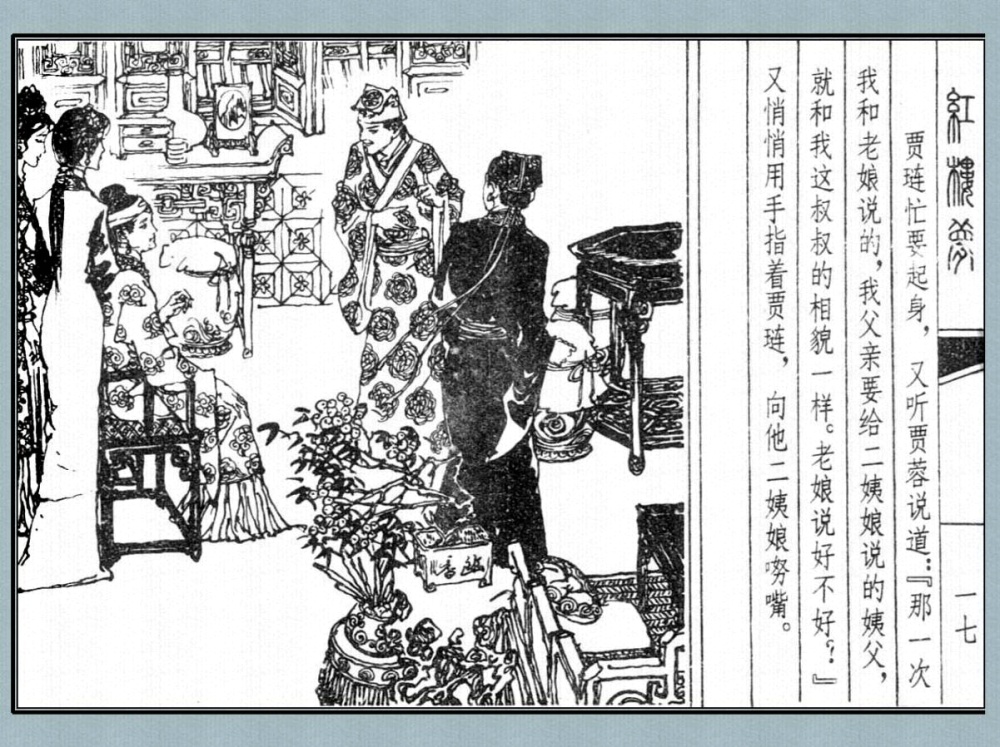 紅樓夢
一七
贾琏忙要起身，又听贾蓉说道：『那一次
我和老娘说的，我父亲要给二姨娘说的姨父，
就和我这叔叔的相貌一样。老娘说好不好？』
又悄悄用手指着贾琏，向他二姨娘努嘴。
幽香